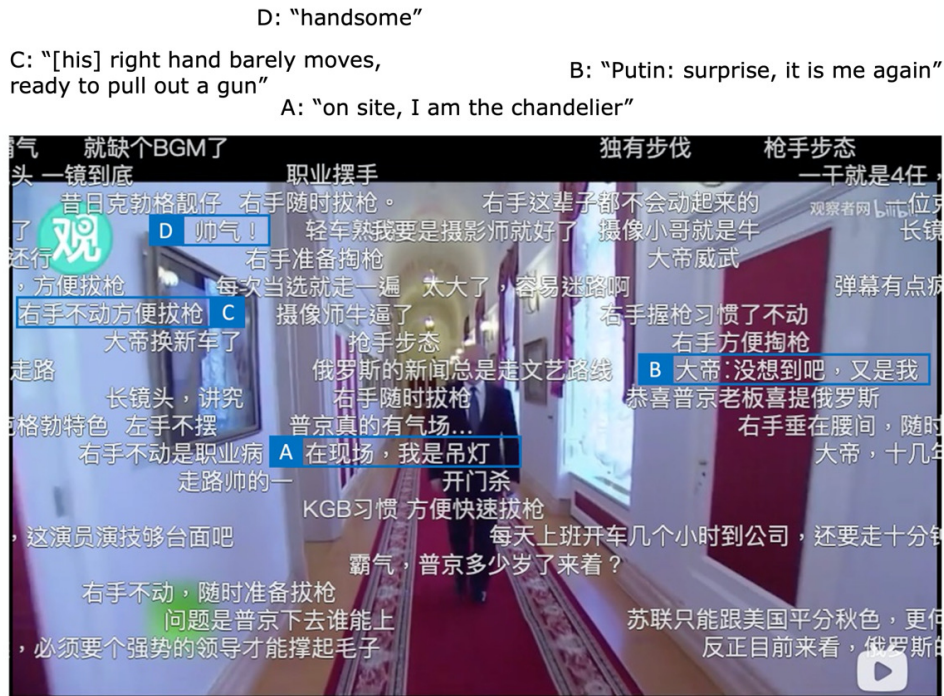 D: “handsome”
C: “[his] right hand barely moves,
ready to pull out a gun”
B: “Putin: surprise, it is me again”
A: “on site, I am the chandelier”
霸气 就缺个BGM了 独有步伐 枪手步态
头 一镜到底 职业摆手 一干就是4任，
昔日克勃格靓仔 右手随时拔枪。 右手这辈子都不会动起来的 观察者网 bilibili 一位克
了 观 D 帅气！ 轻车熟 我要是摄影师就好了 摄像小哥就是牛 长镜
还行 右手准备掏枪 大帝威武
，方便拔枪 每次当选就走一遍 太大了，容易迷路啊 弹幕有点
右手不动方便拔枪 C 摄像师牛逼了 右手握枪习惯了不动
大帝换新车了 抢手步态 右手方便掏枪
走路 俄罗斯的新闻总是走文艺路线 B 大帝:没想到吧，又是我
长镜头，讲究 右手随时拔枪 恭喜普京老板喜提俄罗斯
格勃特色 左手不摆 普京真的有气场... 右手垂在腰间，随时
右手不动是职业病 A 在现场，我是吊灯 大帝，十几年
走路帅的一 开门杀
KGB习惯 方便快速拔枪
，这演员演技够台面吧 每天上班开车几个小时到公司，还要走十分钟
霸气，普京多少岁了来着？
右手不动，随时准备拔枪
问题是普京下去谁能上 苏联只能跟美国平分秋色，更何
，必须要个强势的领导才能撑起毛子 反正目前来看，俄罗斯的